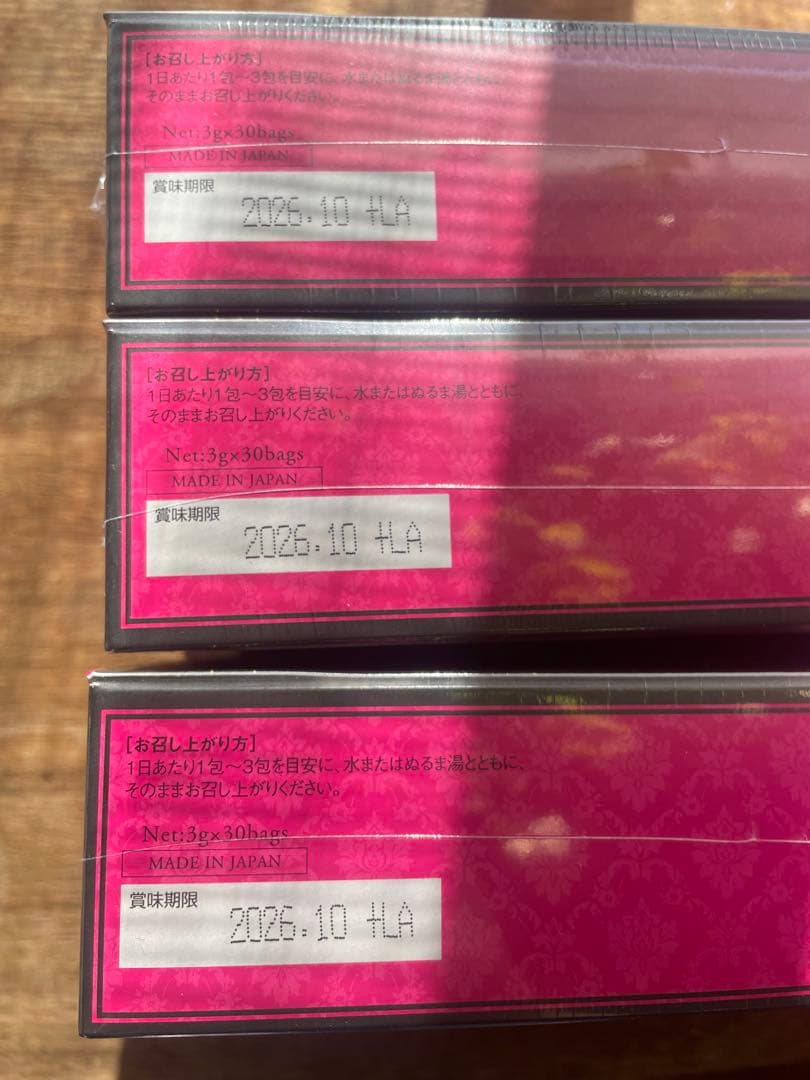 [お召し上がり方]
1日あたり1包～3包を目安に、水またはぬるま湯とともに、
そのままお召し上がりください。
Net:3g×30bags
MADE IN JAPAN
賞味期限
2026.10 +LA
[お召し上がり方]
1日あたり1包～3包を目安に、水またはぬるま湯とともに、
そのままお召し上がりください。
Net:3g×30bags
MADE IN JAPAN
賞味期限
2026.10 +LA
[お召し上がり方]
1日あたり1包～3包を目安に、水またはぬるま湯とともに、
そのままお召し上がりください。
Net:3g×30bags
MADE IN JAPAN
賞味期限
2026.10 +LA